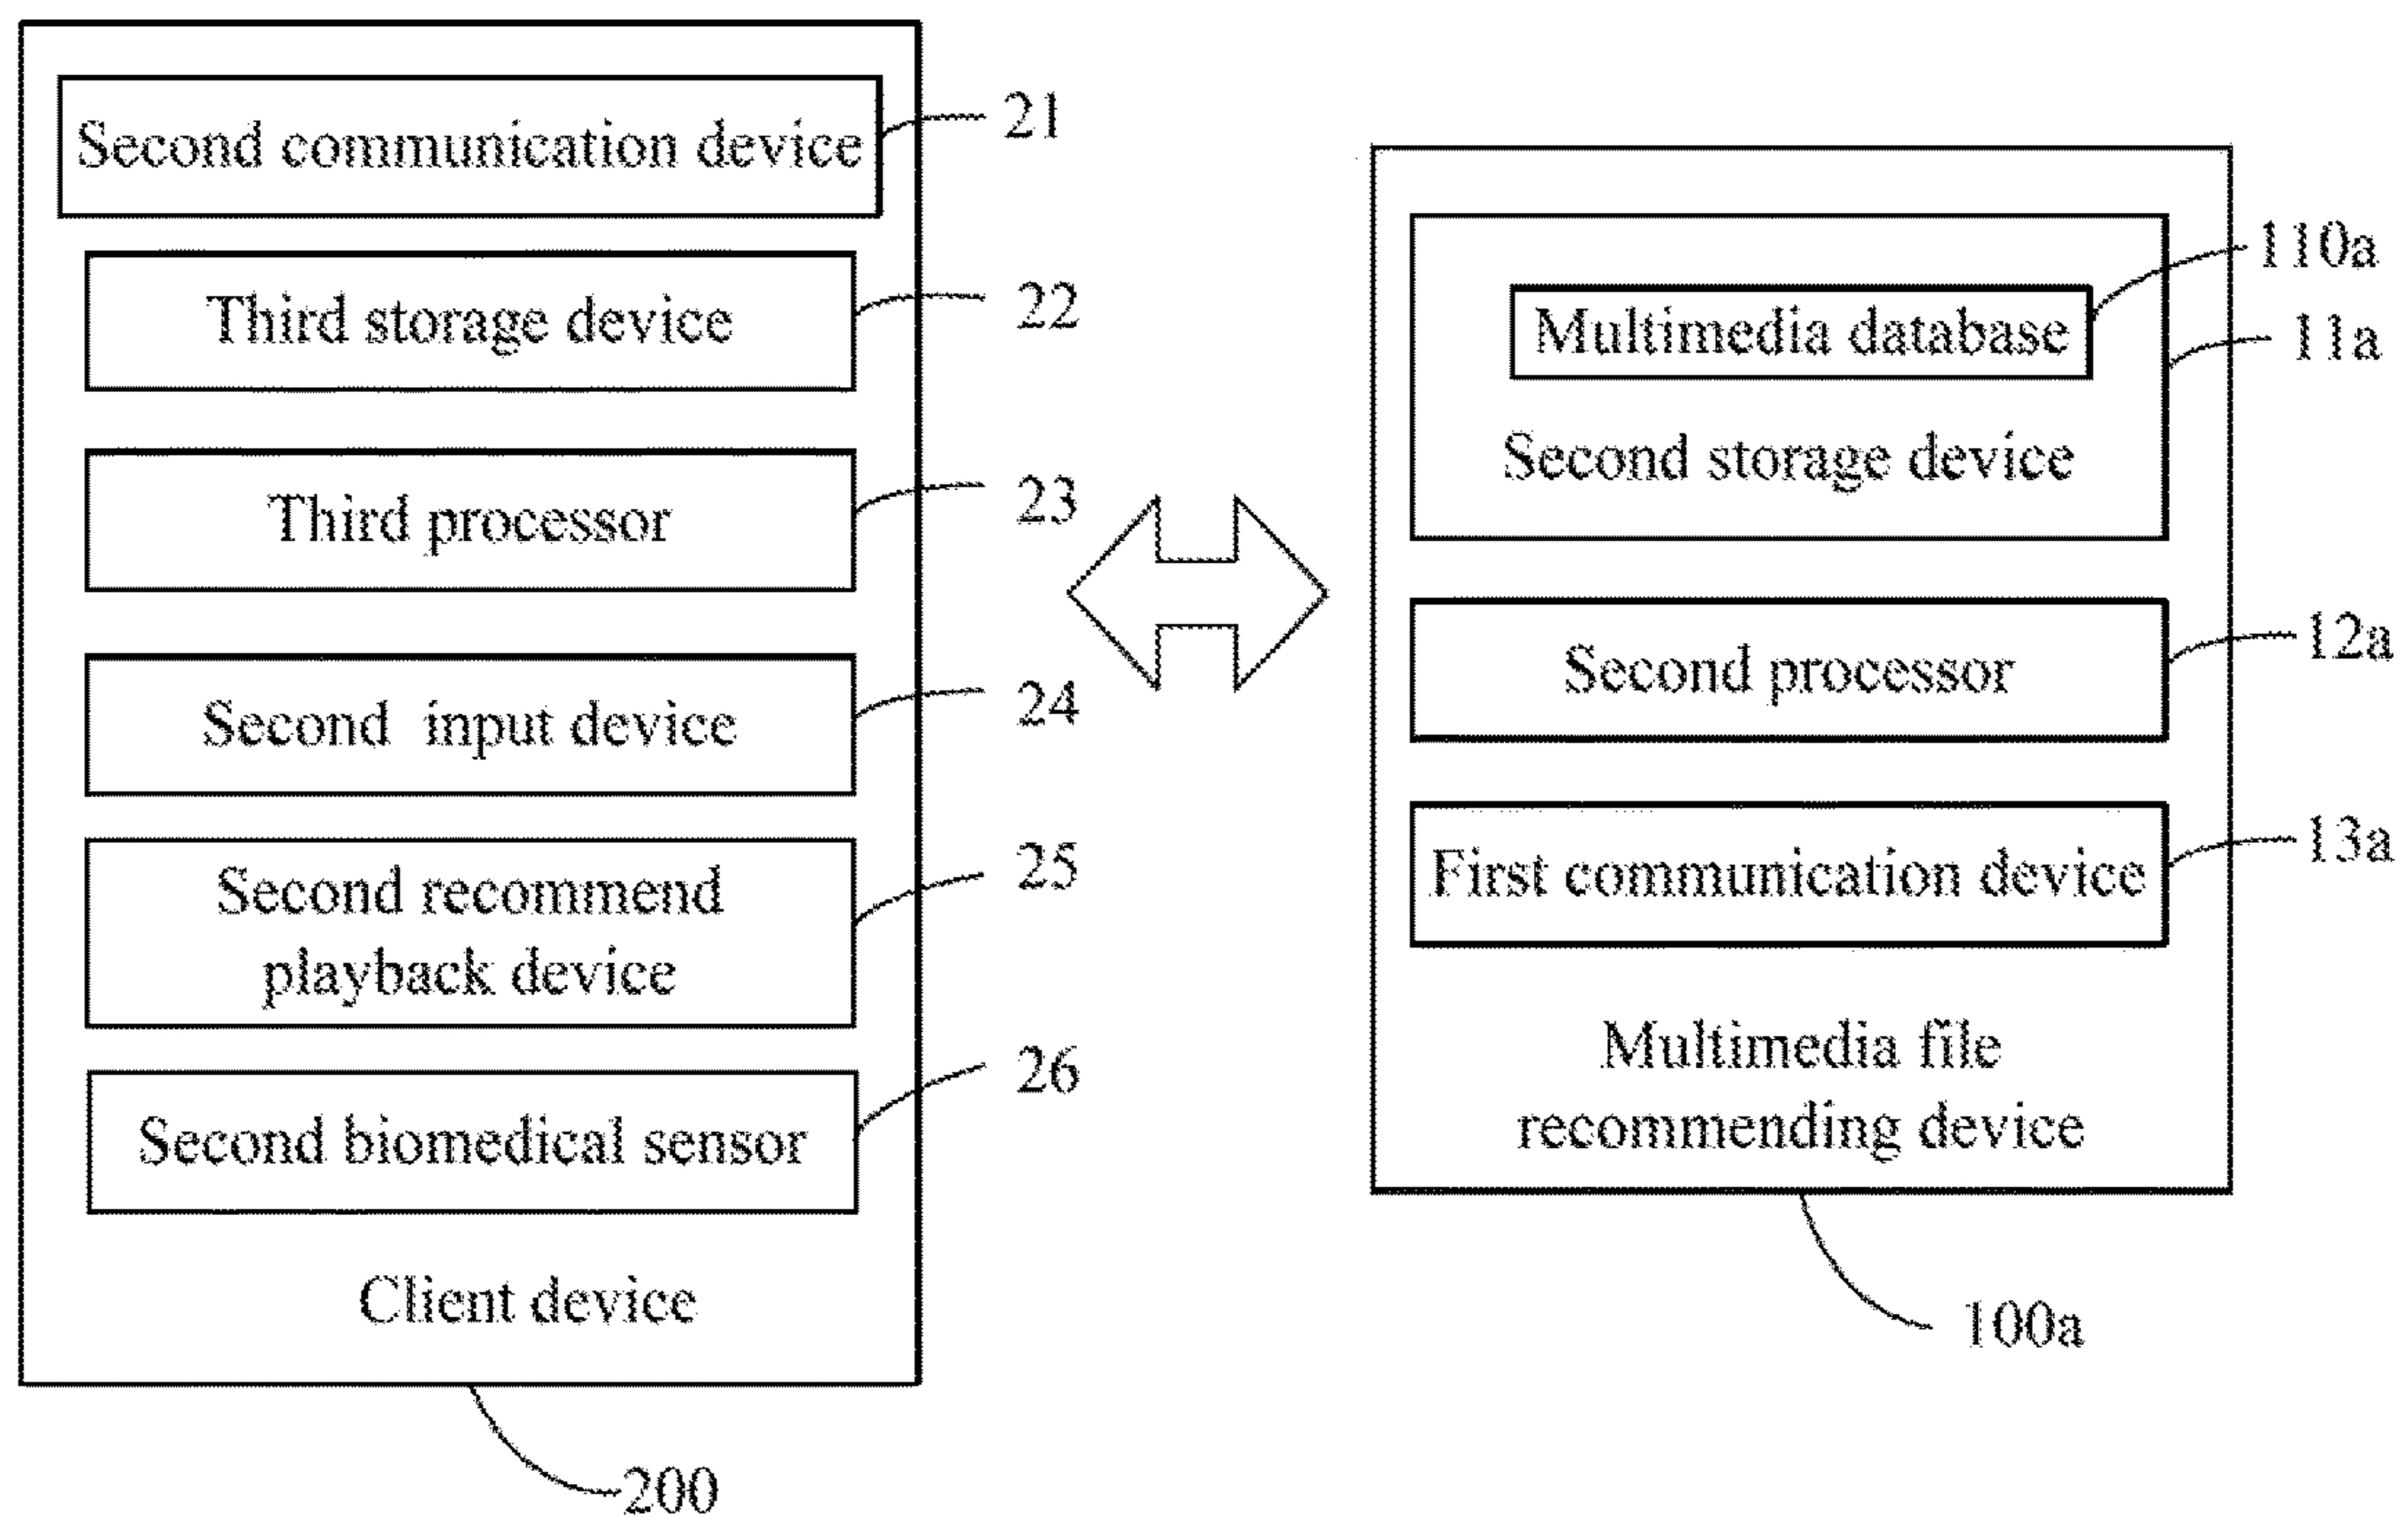 Second communication device
21
Third storage device
22
Third processor
23
Second input device
24
Second recommend
playback device
25
Second biomedical sensor
26
Client device
200
Multimedia database
110a
Second storage device
11a
Second processor
12a
First communication device
13a
Multimedia file
recommending device
100a